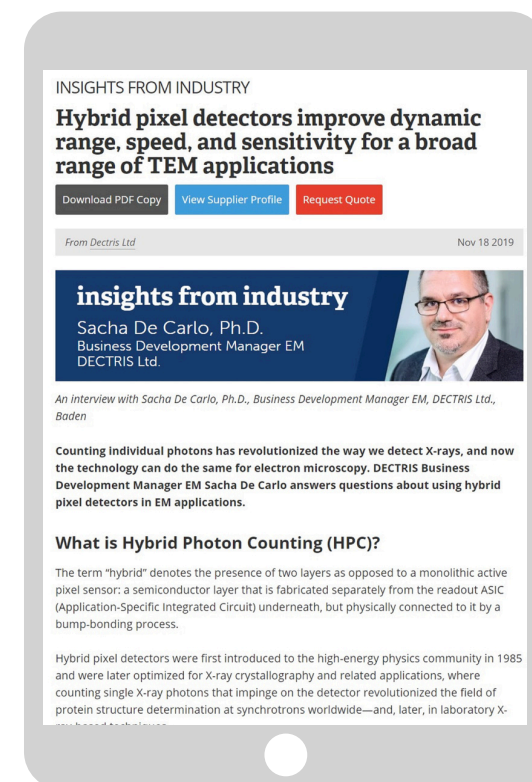 INSIGHTS FROM INDUSTRY
Hybrid pixel detectors improve dynamic
range, speed, and sensitivity for a broad
range of TEM applications
Download PDF Copy View Supplier Profile Request Quote
From Dectris Ltd Nov 18 2019
insights from industry
Sacha De Carlo, Ph.D.
Business Development Manager EM
DECTRIS Ltd.
An interview with Sacha De Carlo, Ph.D., Business Development Manager EM, DECTRIS Ltd.,
Baden
Counting individual photons has revolutionized the way we detect X-rays, and now
the technology can do the same for electron microscopy. DECTRIS Business
Development Manager EM Sacha De Carlo answers questions about using hybrid
pixel detectors in EM applications.
What is Hybrid Photon Counting (HPC)?
The term “hybrid” denotes the presence of two layers as opposed to a monolithic active
pixel sensor: a semiconductor layer that is fabricated separately from the readout ASIC
(Application-Specific Integrated Circuit) underneath, but physically connected to it by a
bump-bonding process.
Hybrid pixel detectors were first introduced to the high-energy physics community in 1985
and were later optimized for X-ray crystallography and related applications, where
counting single X-ray photons that impinge on the detector revolutionized the field of
protein structure determination at synchrotrons worldwide—and, later, in laboratory X-